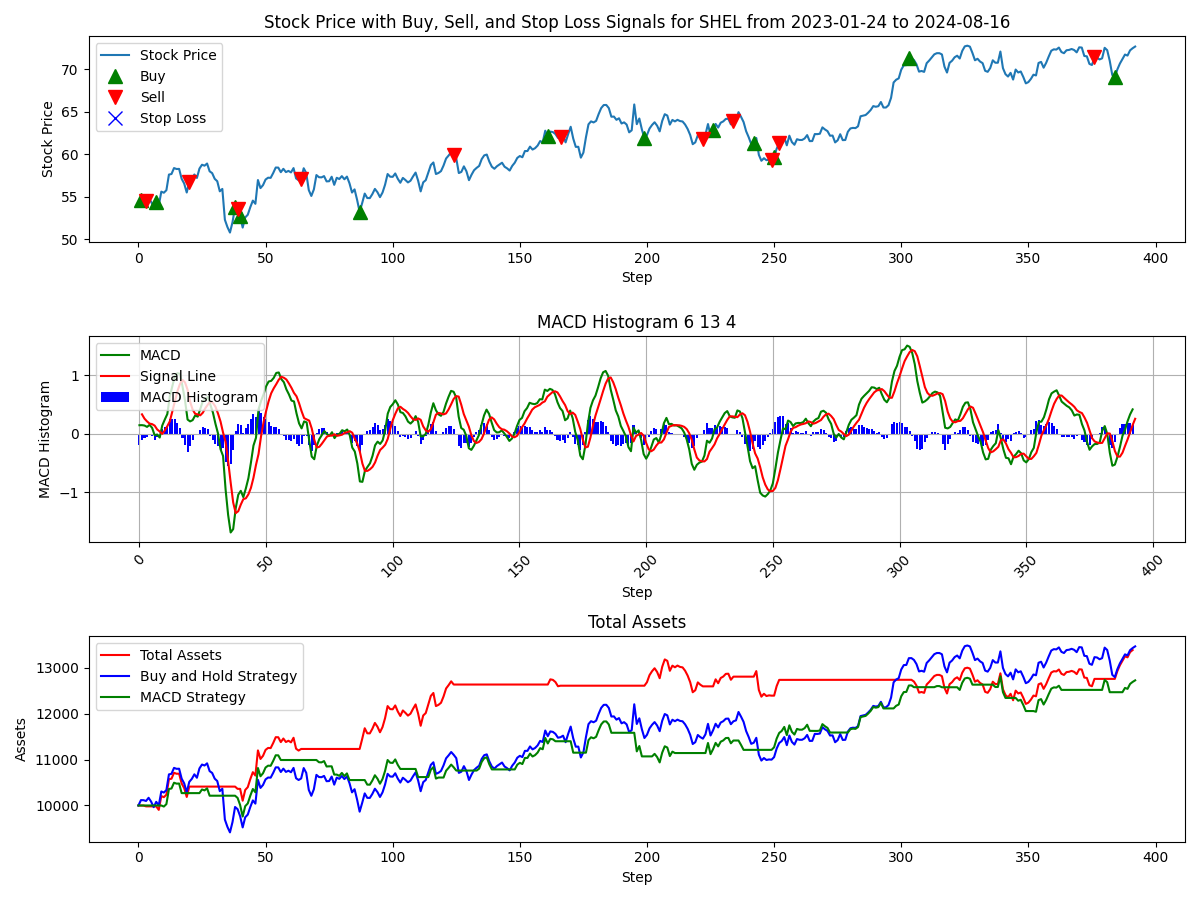 Stock Price with Buy, Sell, and Stop Loss Signals for SHEL from 2023-01-24 to 2024-08-16
Stock Price
Buy
Sell
Stop Loss
Stock Price
70
65
60
55
50
0 50 100 150 200 250 300 350 400
Step
MACD Histogram 6 13 4
MACD
Signal Line
MACD Histogram
MACD Histogram
1
0
−1
0 50 100 150 200 250 300 350 400
Step
Total Assets
Total Assets
Buy and Hold Strategy
MACD Strategy
Assets
13000
12000
11000
10000
0 50 100 150 200 250 300 350 400
Step